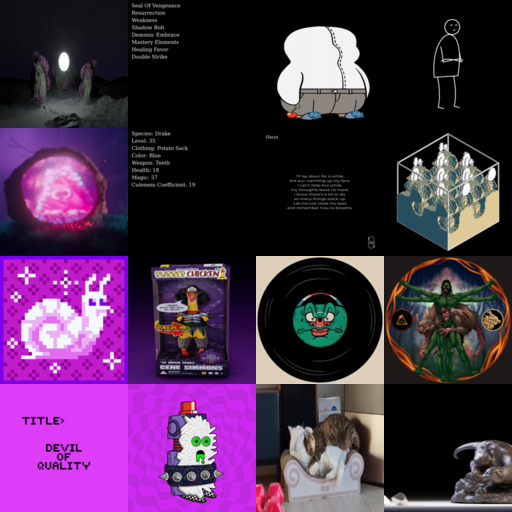 Seal Of Vengeance
Resurrection
Weakness
Shadow Bolt
Demonic Embrace
Mastery Elements
Healing Favor
Double Strike
Species: Drake
Level: 35
Clothing: Potato Sack
Color: Blue
Weapon: Teeth
Health: 18
Magic: 57
Cuteness Coefficient: 19
Rest
I'll lay down for a while,
the sun warming up my face.
I can't help but smile,
my thoughts leave no trace.
I know there's a lot to do,
so many things stack up.
Let me just close my eyes
and remember how to breathe.
RUBBER CHICKEN
GENE SIMMONS
TITLE>
DEVIL
OF
QUALITY